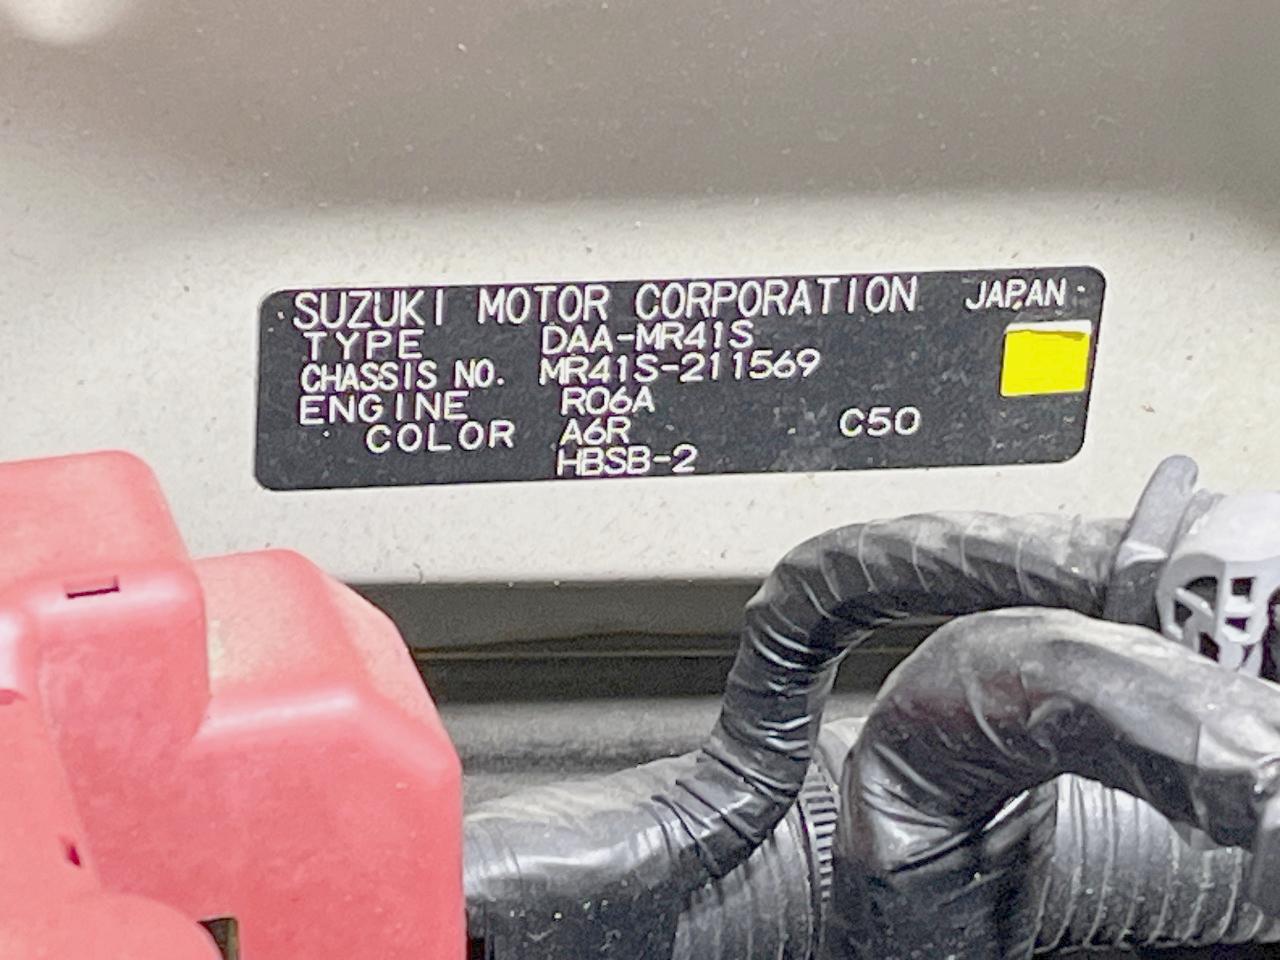 SUZUKI MOTOR CORPORATION JAPAN
TYPE DAA-MR41S
CHASSIS NO. MR41S-211569
ENGINE R06A
COLOR A6R C50
HBSB-2